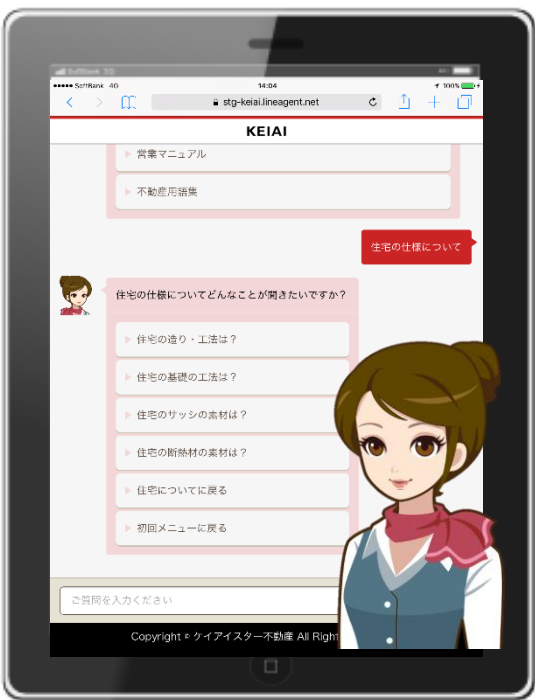 SoftBank 3G
SoftBank 4G 14:04 100%
stg-keiai.lineagent.net
KEIAI
営業マニュアル
不動産用語集
住宅の仕様について
住宅の仕様についてどんなことが聞きたいですか？
住宅の造り・工法は？
住宅の基礎の工法は？
住宅のサッシの素材は？
住宅の断熱材の素材は？
住宅についてに戻る
初回メニューに戻る
ご質問を入力ください
Copyright © ケイアイスター不動産 All Right